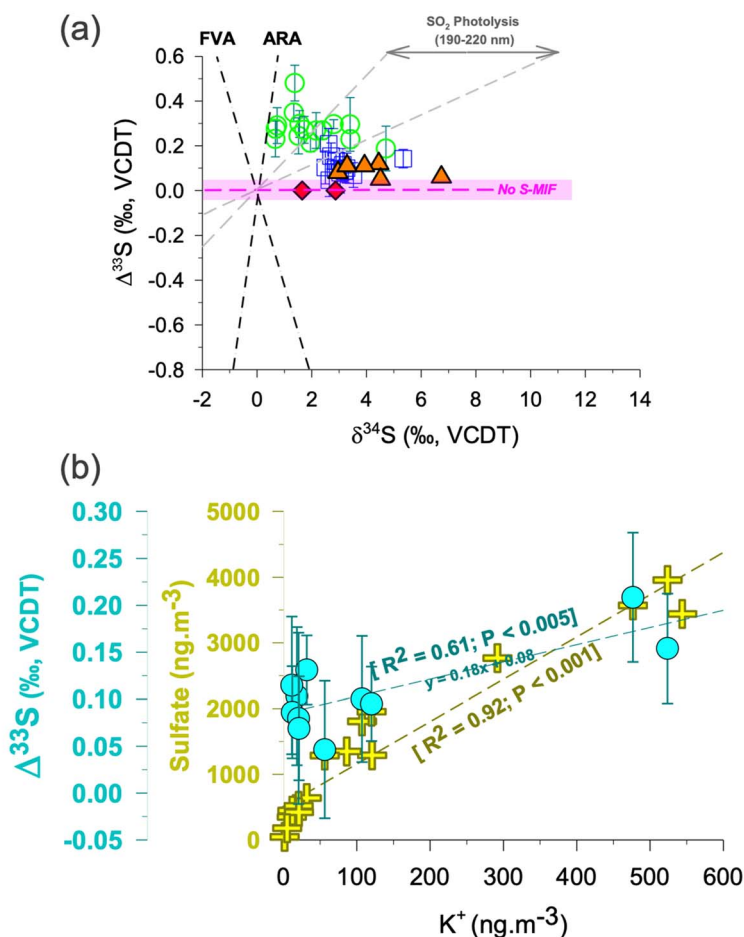 (a)
FVA ARA
SO2 Photolysis
(190-220 nm)
0.6
0.4
0.2
0.0
-0.2
-0.4
-0.6
-0.8
Δ33S (‰, VCDT)
No S-MIF
-2 0 2 4 6 8 10 12 14
δ34S (‰, VCDT)
(b)
0.30
0.25
0.20
0.15
0.10
0.05
0.00
-0.05
Δ33S (‰, VCDT)
5000
4000
3000
2000
1000
0
Sulfate (ng.m-3)
[ R2 = 0.61; P < 0.005]
y = 0.18x + 0.08
[ R2 = 0.92; P < 0.001]
0 100 200 300 400 500 600
K+ (ng.m-3)